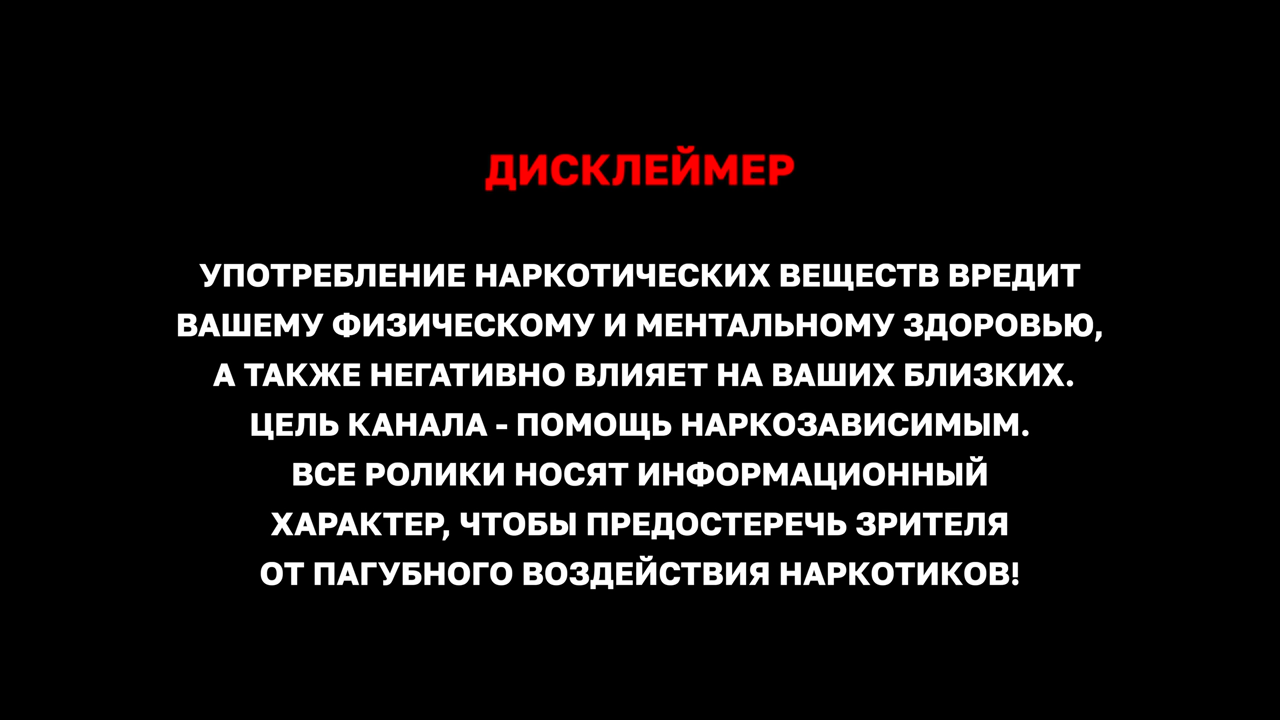 ДИСКЛЕЙМЕР
УПОТРЕБЛЕНИЕ НАРКОТИЧЕСКИХ ВЕЩЕСТВ ВРЕДИТ
ВАШЕМУ ФИЗИЧЕСКОМУ И МЕНТАЛЬНОМУ ЗДОРОВЬЮ,
А ТАКЖЕ НЕГАТИВНО ВЛИЯЕТ НА ВАШИХ БЛИЗКИХ.
ЦЕЛЬ КАНАЛА - ПОМОЩЬ НАРКОЗАВИСИМЫМ.
ВСЕ РОЛИКИ НОСЯТ ИНФОРМАЦИОННЫЙ
ХАРАКТЕР, ЧТОБЫ ПРЕДОСТЕРЕЧЬ ЗРИТЕЛЯ
ОТ ПАГУБНОГО ВОЗДЕЙСТВИЯ НАРКОТИКОВ!